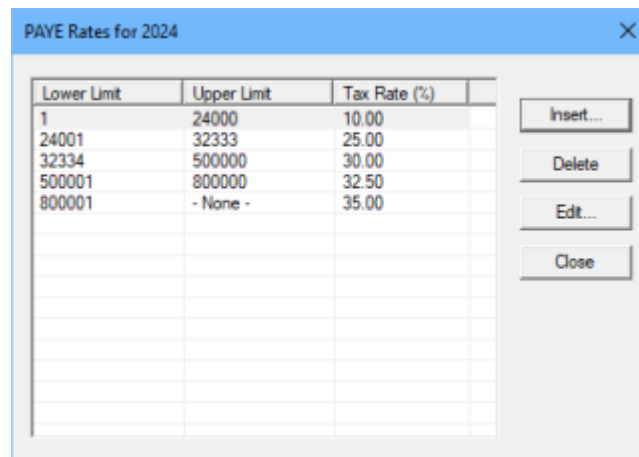 PAYE Rates for 2024
Lower Limit Upper Limit Tax Rate (%)
1 24000 10.00
24001 32333 25.00
32334 500000 30.00
500001 800000 32.50
800001 - None - 35.00
Insert...
Delete
Edit...
Close